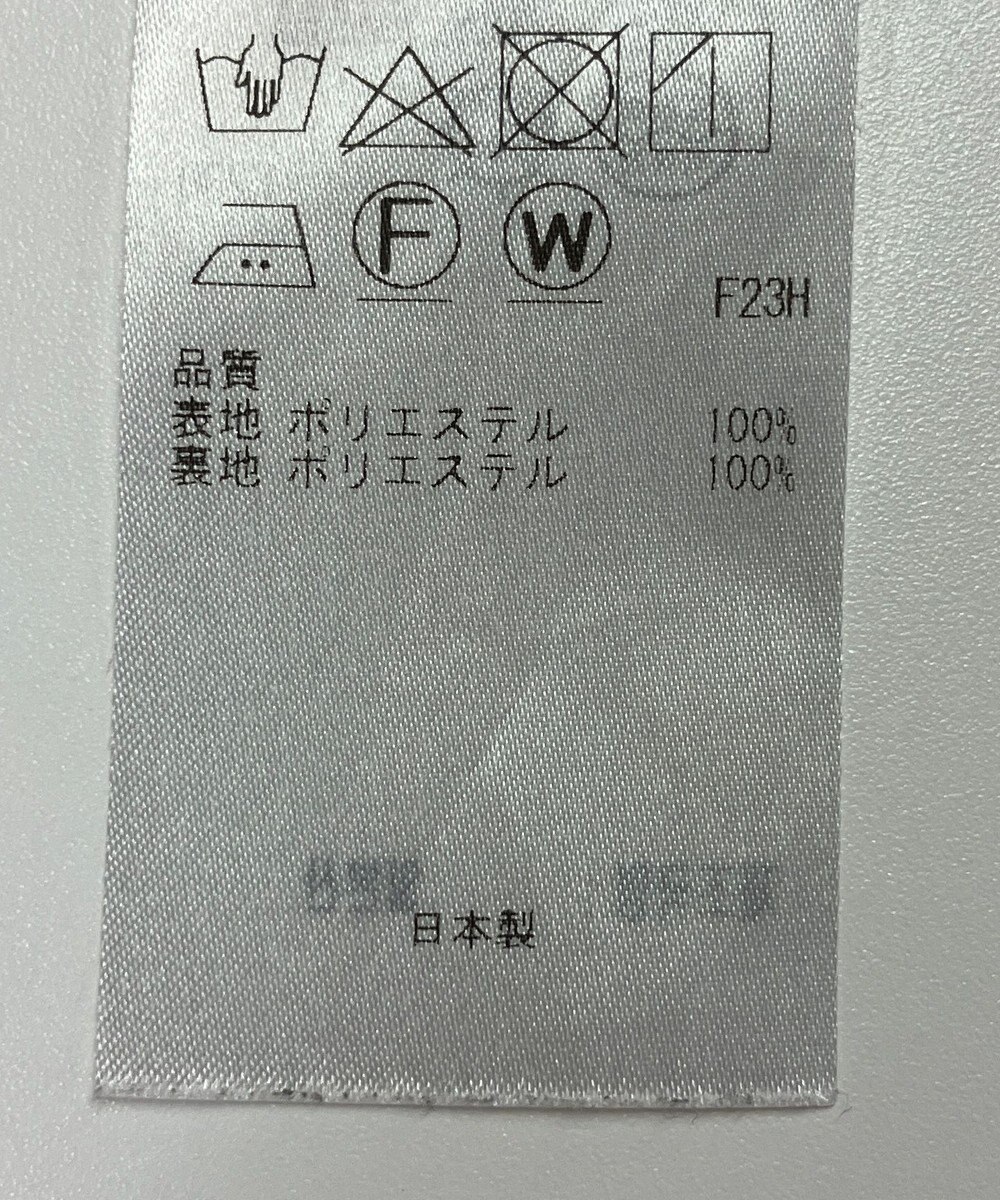 F W
F23H
品質
表地 ポリエステル 100%
裏地 ポリエステル 100%
日本製